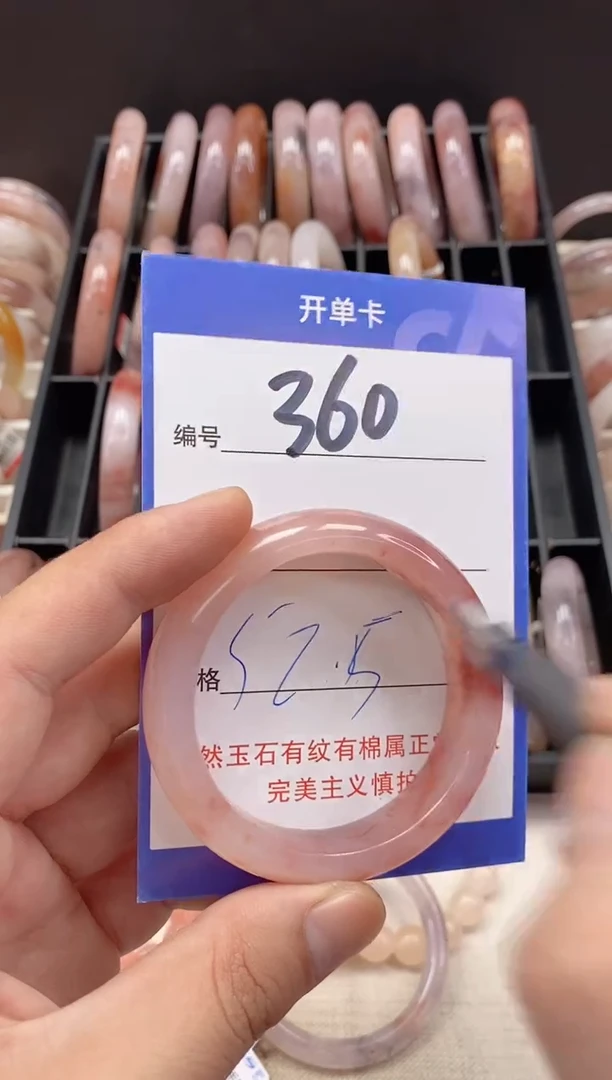 开单卡
编号 360
格 52.5
然玉石有纹有棉属正
完美主义慎拍